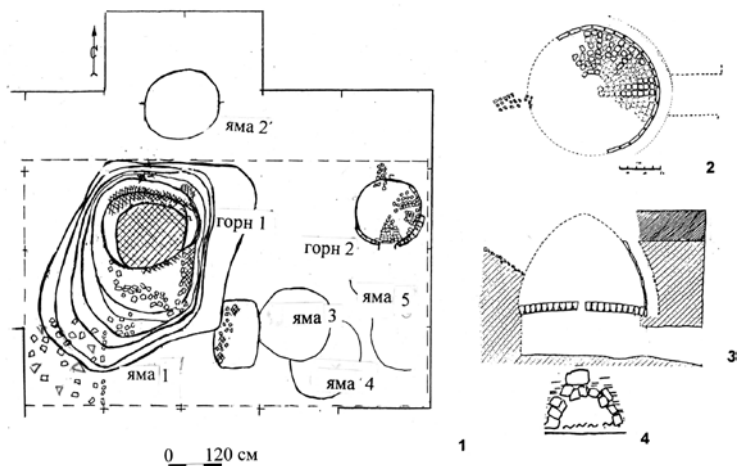 С
яма 2
горн 1
горн 2
яма 3
яма 5
яма 4
яма 1
0 120 см
1
2
3
4